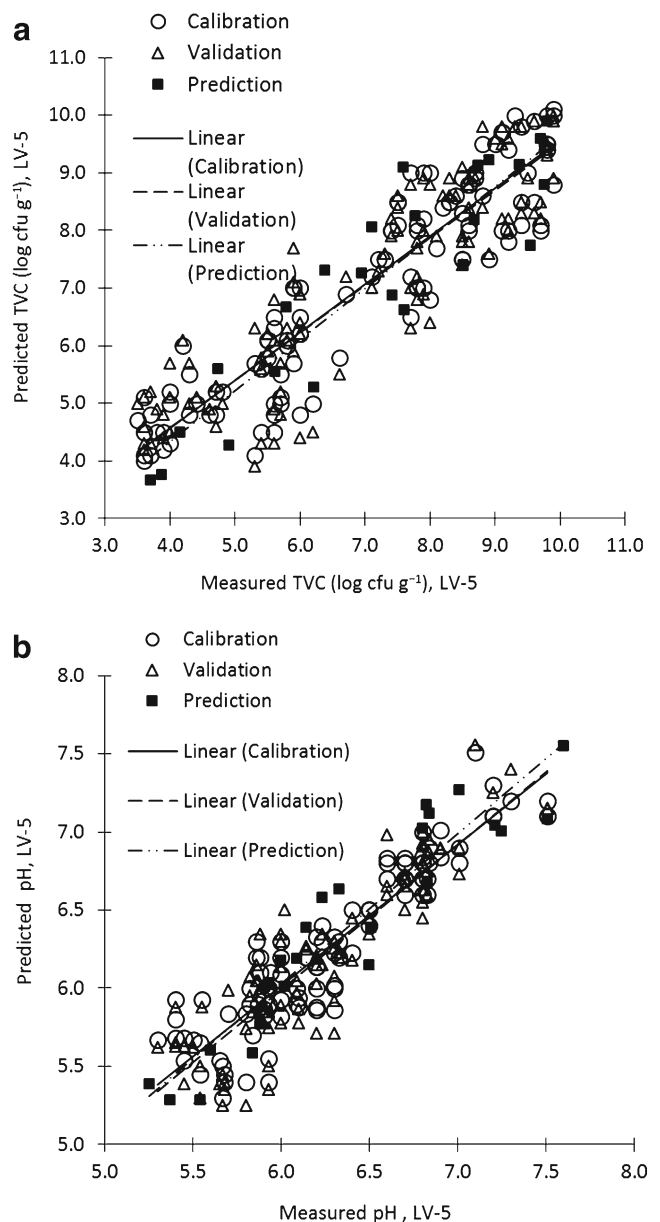 a
Calibration
Validation
Prediction
Linear
(Calibration)
Linear
(Validation)
Linear
(Prediction)
11.0
10.0
9.0
8.0
7.0
6.0
5.0
4.0
3.0
Predicted TVC (log cfu g⁻¹), LV-5
3.0 4.0 5.0 6.0 7.0 8.0 9.0 10.0 11.0
Measured TVC (log cfu g⁻¹), LV-5
b
Calibration
Validation
Prediction
Linear (Calibration)
Linear (Validation)
Linear (Prediction)
8.0
7.5
7.0
6.5
6.0
5.5
5.0
Predicted pH, LV-5
5.0 5.5 6.0 6.5 7.0 7.5 8.0
Measured pH , LV-5